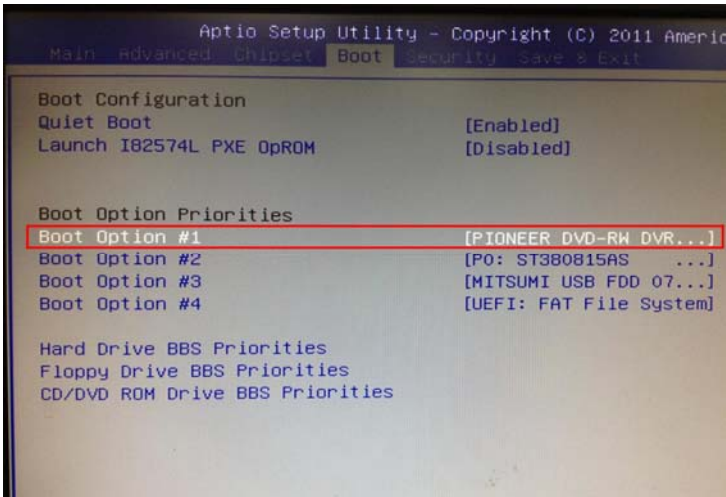 Aptio Setup Utility - Copyright (C) 2011 Americ
Main Advanced Chipset Boot Security Save & Exit
Boot Configuration
Quiet Boot [Enabled]
Launch I82574L PXE OpROM [Disabled]
Boot Option Priorities
Boot Option #1 [PIONEER DVD-RW DVR...]
Boot Option #2 [PO: ST380815AS ...]
Boot Option #3 [MITSUMI USB FDD 07...]
Boot Option #4 [UEFI: FAT File System]
Hard Drive BBS Priorities
Floppy Drive BBS Priorities
CD/DVD ROM Drive BBS Priorities